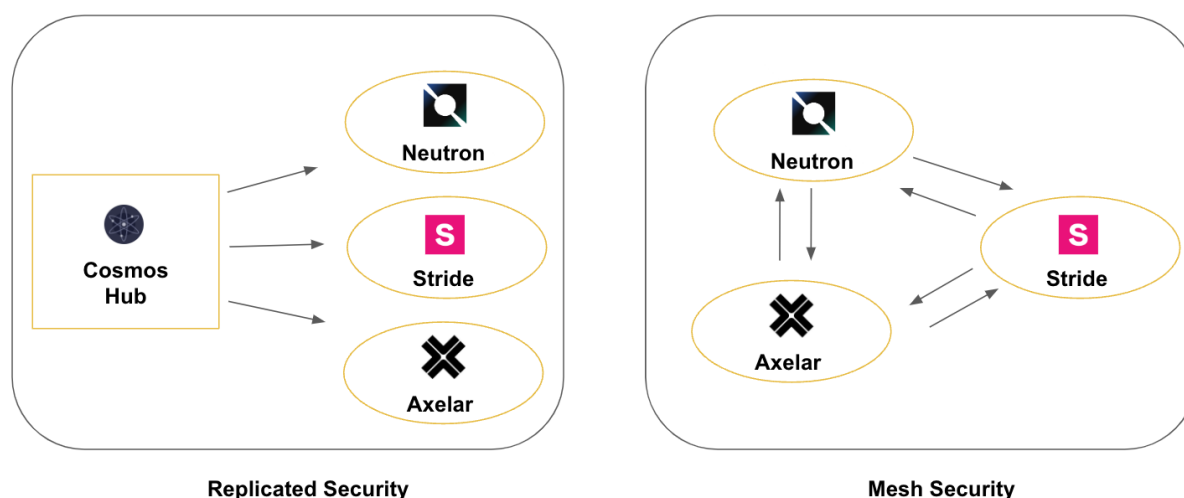 Cosmos
Hub
Neutron
S
Stride
Axelar
Replicated Security
Neutron
S
Stride
Axelar
Mesh Security